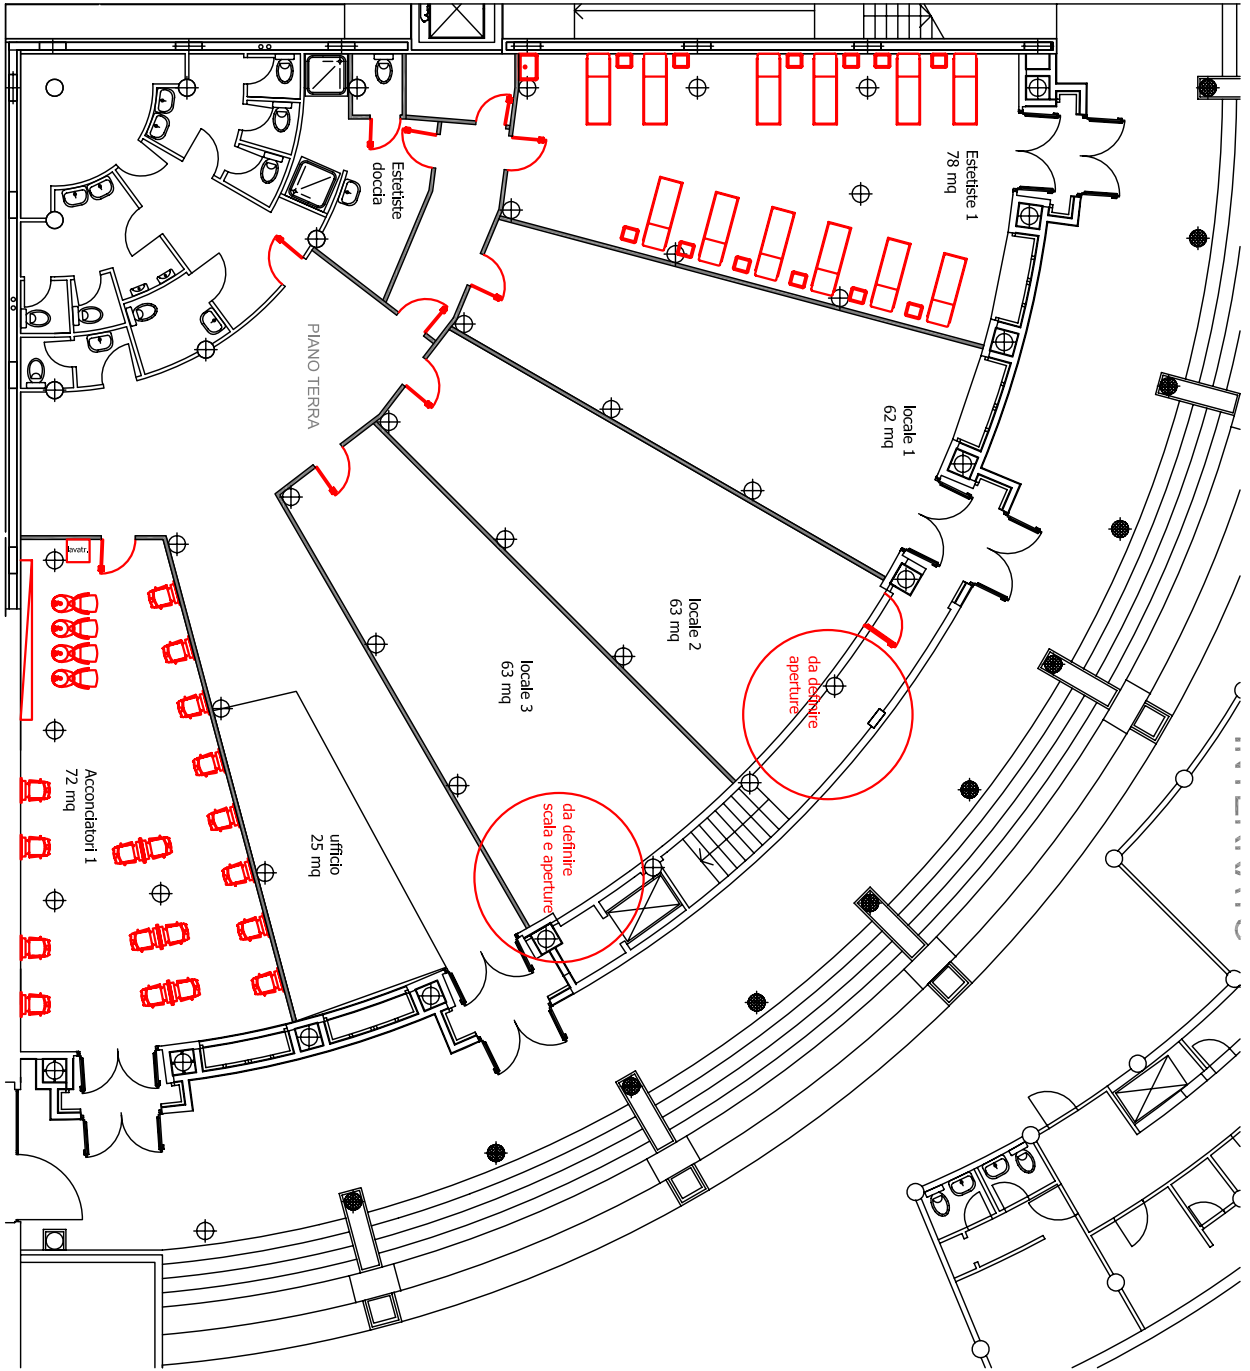 Estetiste 1
78 mq
Estetiste
doccia
PIANO TERRA
locale 1
62 mq
locale 2
63 mq
da definire
aperture
locale 3
63 mq
da definire
scala e aperture
lavatr.
Acconciatori 1
72 mq
ufficio
25 mq